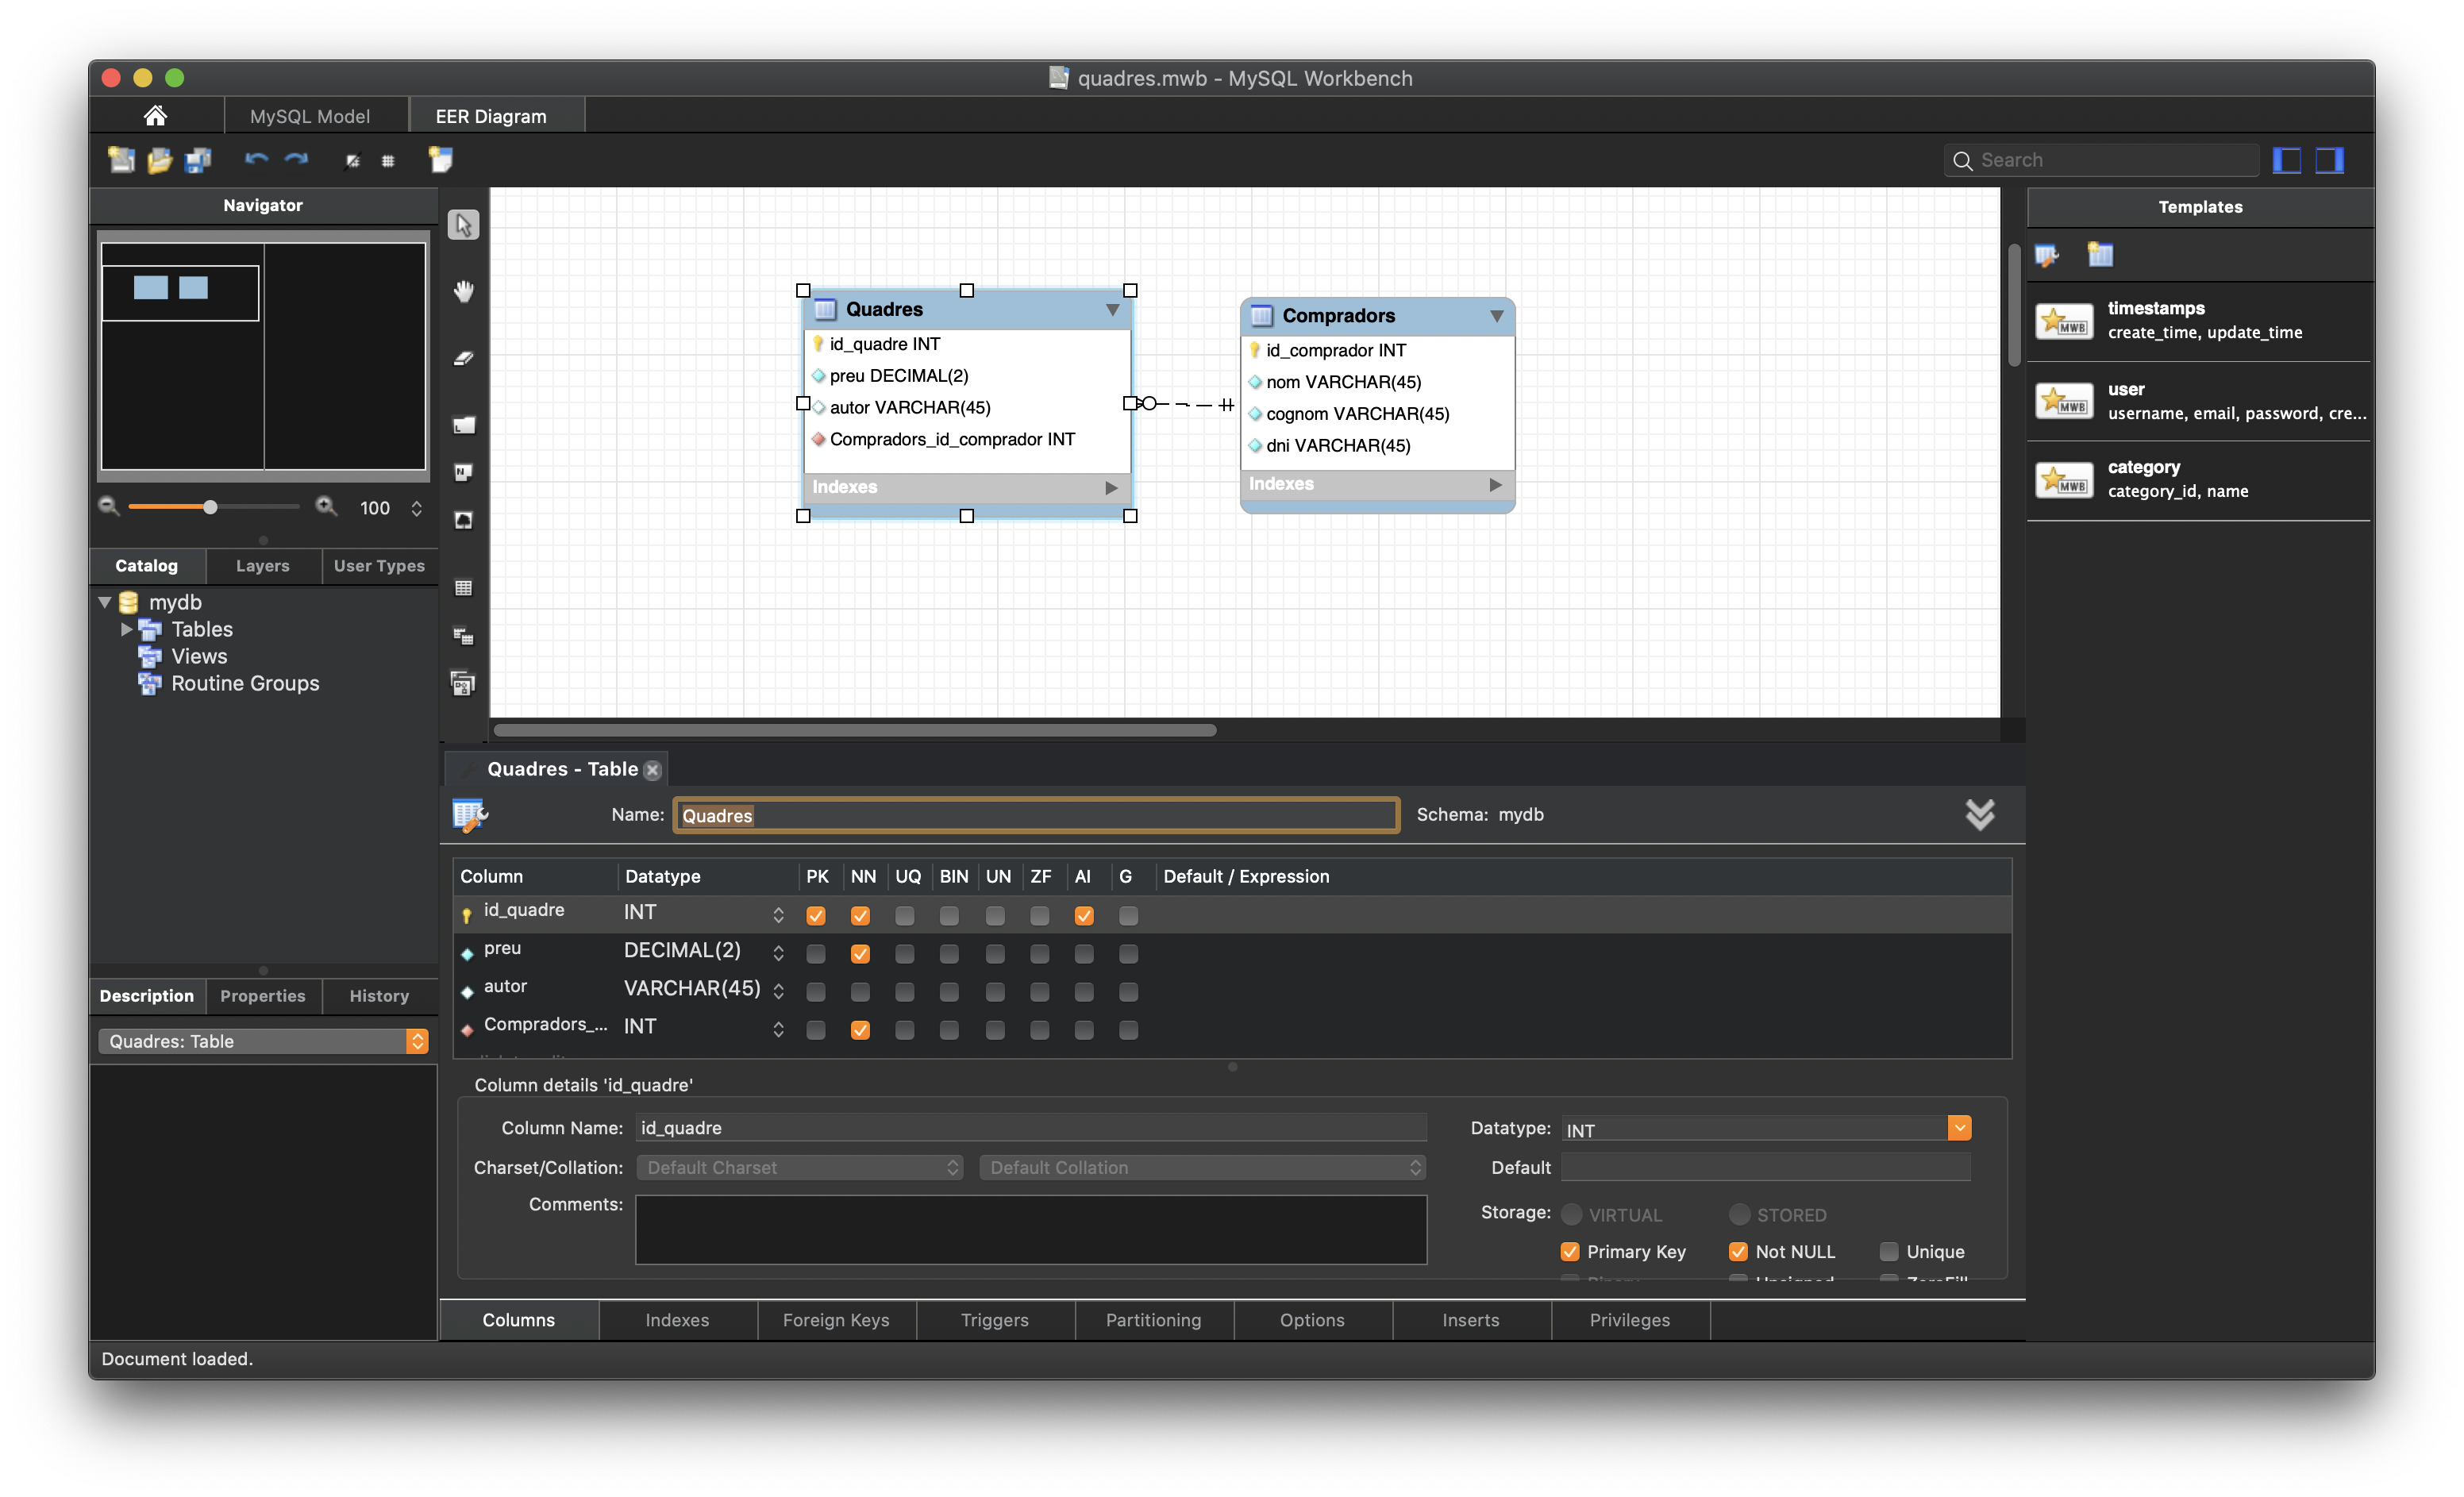 quadres.mwb - MySQL Workbench
MySQL Model
EER Diagram
Search
Navigator
Templates
100
Catalog
Layers
User Types
mydb
Tables
Views
Routine Groups
Quadres
id_quadre INT
preu DECIMAL(2)
autor VARCHAR(45)
Compradors_id_comprador INT
Indexes
Compradors
id_comprador INT
nom VARCHAR(45)
cognom VARCHAR(45)
dni VARCHAR(45)
Indexes
MWB
timestamps
create_time, update_time
MWB
user
username, email, password, cre...
MWB
category
category_id, name
Description
Properties
History
Quadres: Table
Quadres - Table
Name: Quadres
Schema: mydb
Column Datatype PK NN UQ BIN UN ZF AI G Default / Expression
id_quadre INT
preu DECIMAL(2)
autor VARCHAR(45)
Compradors_... INT
Column details 'id_quadre'
Column Name: id_quadre
Datatype: INT
Charset/Collation: Default Charset Default Collation
Default
Comments:
Storage: VIRTUAL STORED
Primary Key Not NULL Unique
Columns Indexes Foreign Keys Triggers Partitioning Options Inserts Privileges
Document loaded.